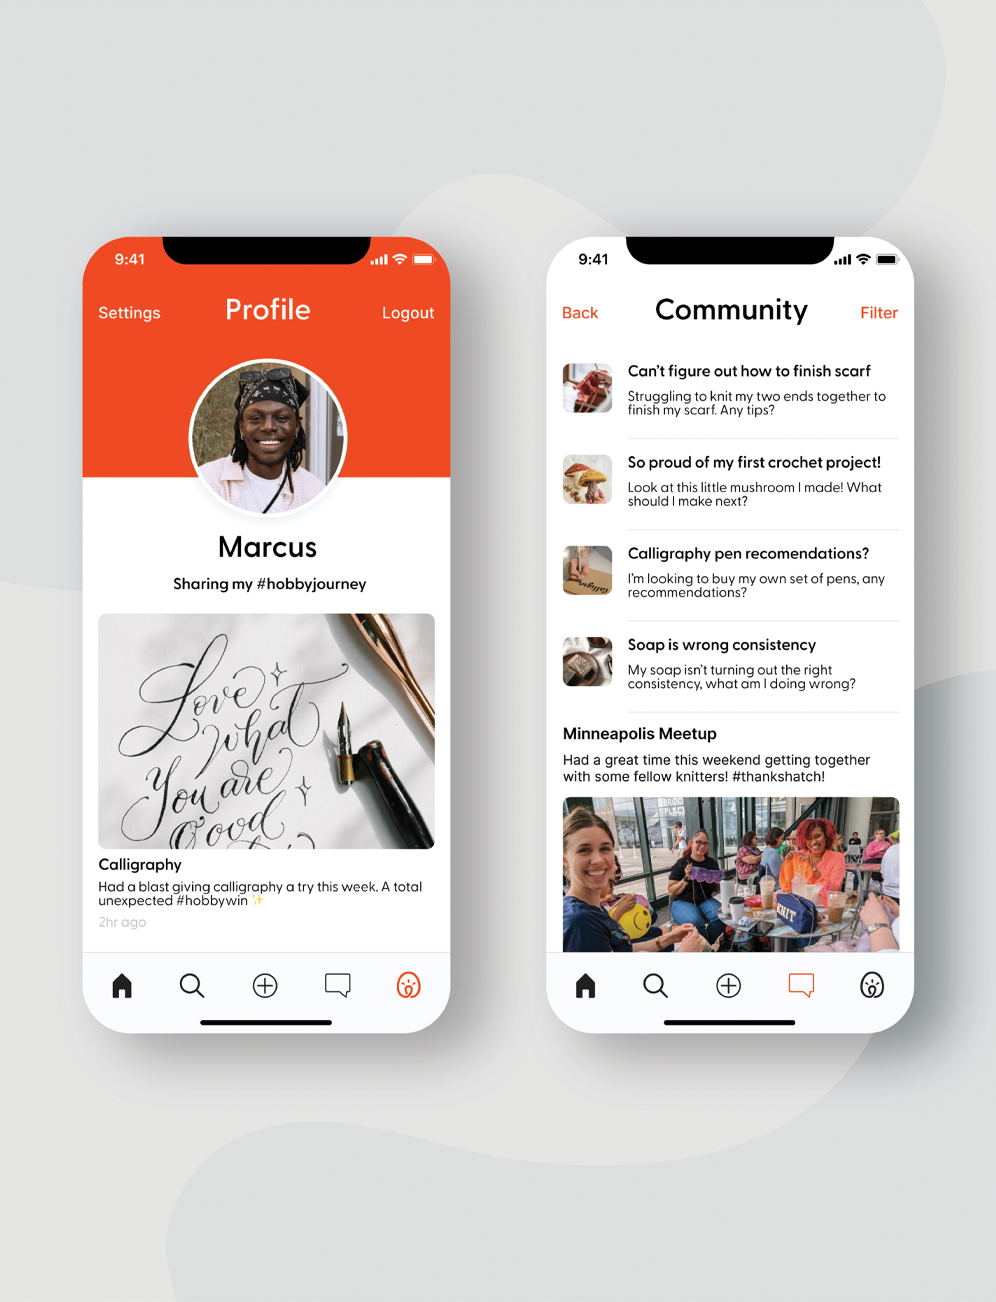 9:41
Settings
Profile
Logout
Marcus
Sharing my #hobbyjourney
Love
what
You are
Good
Calligraphy
Had a blast giving calligraphy a try this week. A total
unexpected #hobbywin ✨
2hr ago
9:41
Back
Community
Filter
Can't figure out how to finish scarf
Struggling to knit my two ends together to
finish my scarf. Any tips?
So proud of my first crochet project!
Look at this little mushroom I made! What
should I make next?
Calligraphy pen recomendations?
I'm looking to buy my own set of pens, any
recommendations?
Soap is wrong consistency
My soap isn't turning out the right
consistency, what am I doing wrong?
Minneapolis Meetup
Had a great time this weekend getting together
with some fellow knitters! #thankshatch!
KNIT